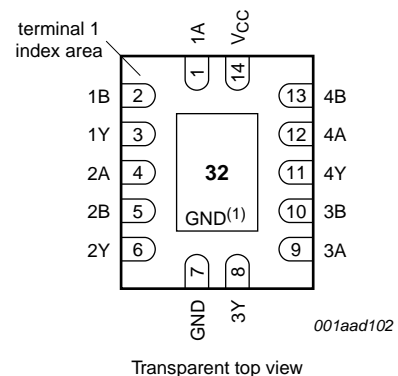 terminal 1
index area
1A
VCC
1
14
1B 2 13 4B
1Y 3 12 4A
2A 4 32 11 4Y
2B 5 GND(1) 10 3B
2Y 6 9 3A
7
8
GND
3Y
001aad102
Transparent top view